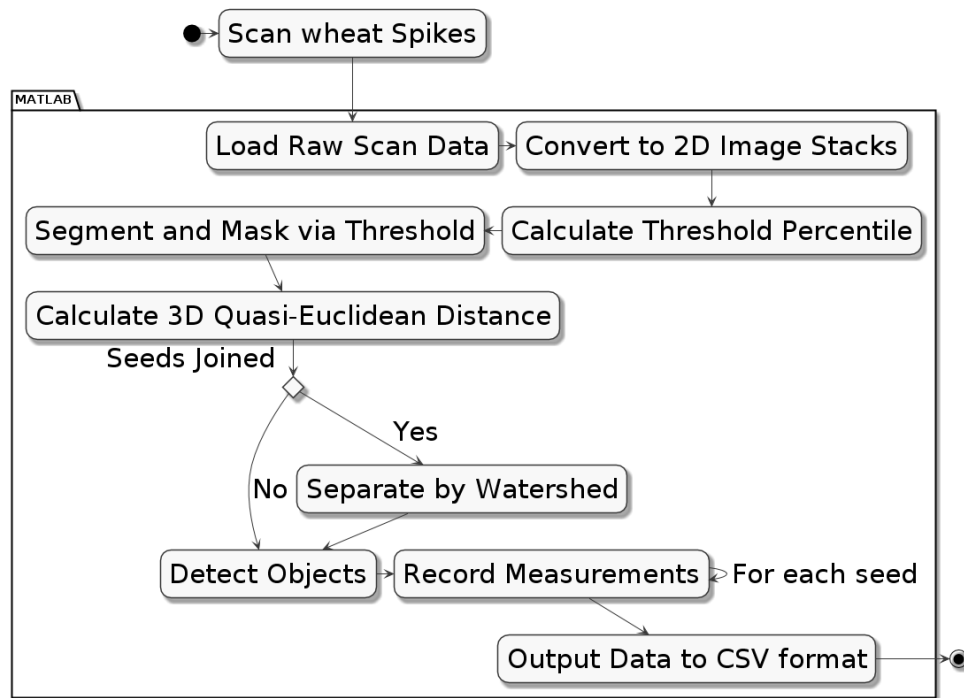 Scan wheat Spikes
MATLAB
Load Raw Scan Data
Convert to 2D Image Stacks
Segment and Mask via Threshold
Calculate Threshold Percentile
Calculate 3D Quasi-Euclidean Distance
Seeds Joined
Yes
No
Separate by Watershed
Detect Objects
Record Measurements
For each seed
Output Data to CSV format